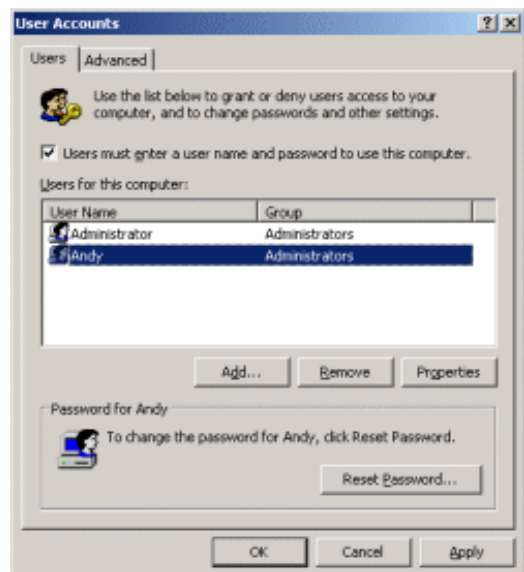 User Accounts
Users Advanced
Use the list below to grant or deny users access to your
computer, and to change passwords and other settings.
Users must enter a user name and password to use this computer.
Users for this computer:
User Name Group
Administrator Administrators
Andy Administrators
Add... Remove Properties
Password for Andy
To change the password for Andy, click Reset Password.
Reset Password...
OK Cancel Apply